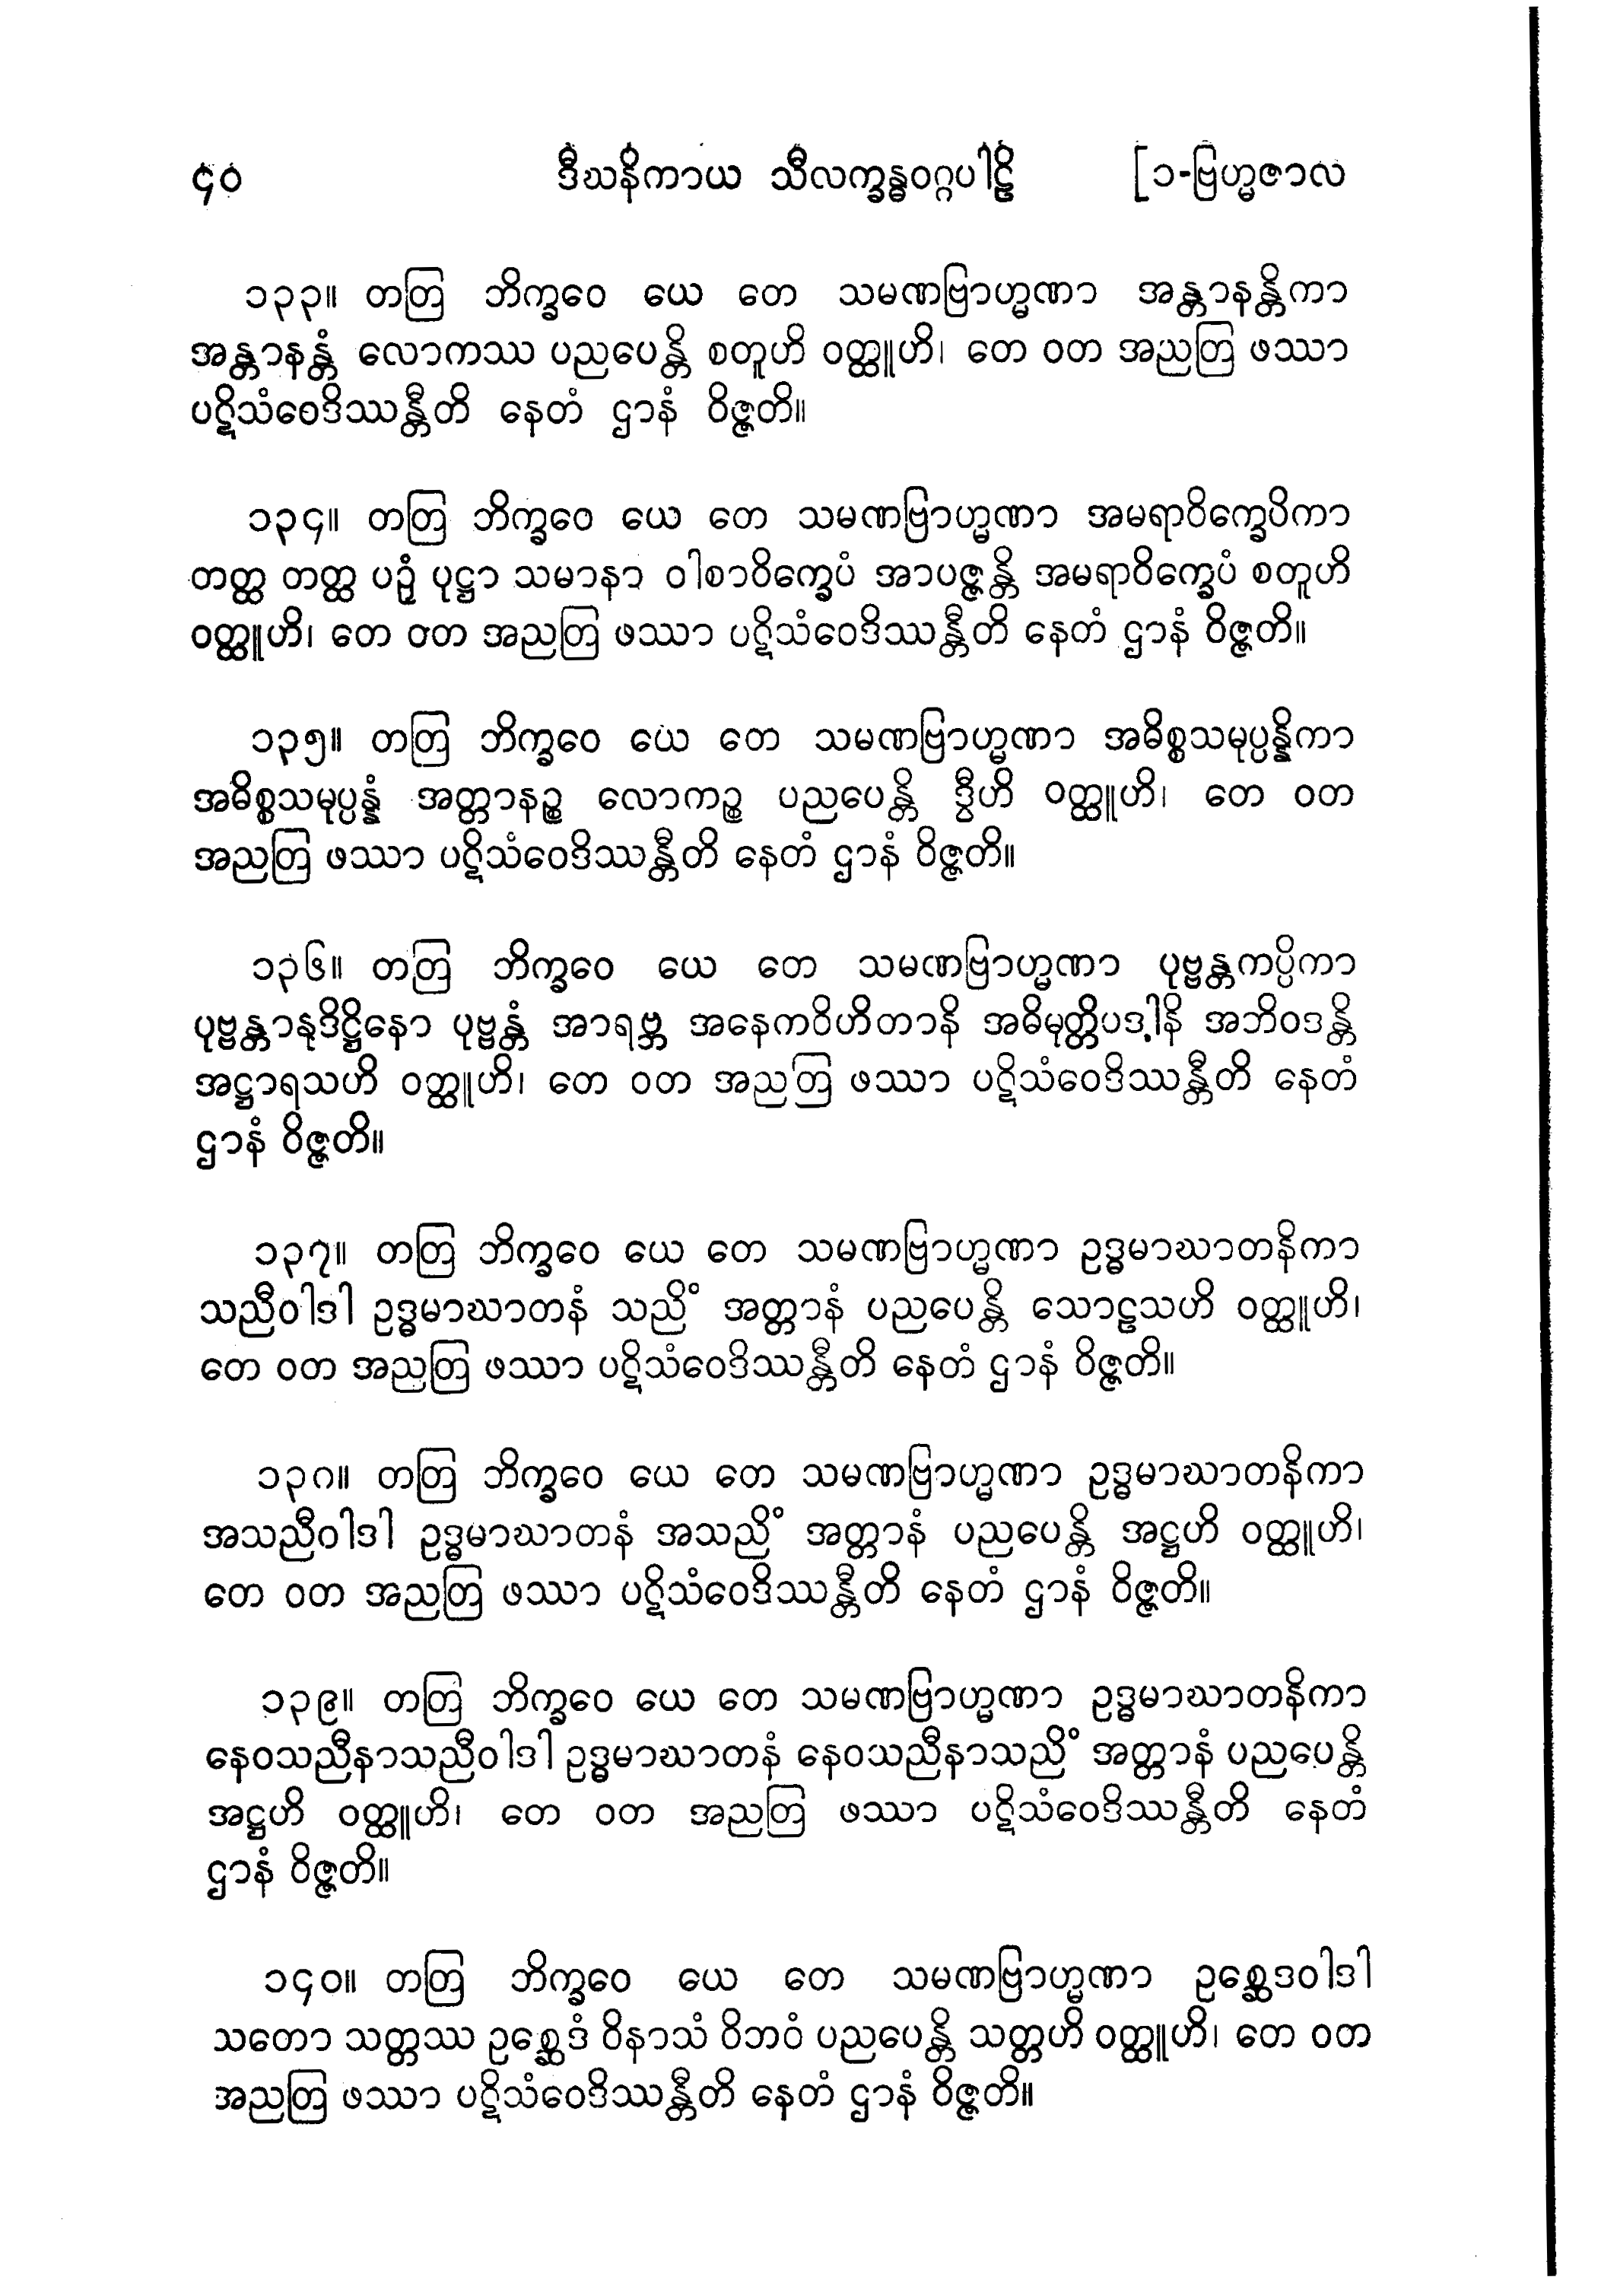 ၄၀ ဒီဃနိကာယ သီလက္ခန္ဓဝဂ္ဂပါဠိ [၁-ဗြဟ္မဇာလ
၁၃၃။ တတြ ဘိက္ခဝေ ယေ တေ သမဏဗြာဟ္မဏာ အန္တာနန္တိကာ
အန္တာနန္တံ လောကဿ ပညပေန္တိ စတူဟိ ဝတ္ထူဟိ၊ တေ ဝတ အညတြ ဖဿာ
ပဋိသံဝေဒိဿန္တီတိ နေတံ ဌာနံ ဝိဇ္ဇတိ။
၁၃၄။ တတြ ဘိက္ခဝေ ယေ တေ သမဏဗြာဟ္မဏာ အမရာဝိက္ခေပိကာ
တတ္ထ တတ္ထ ပဉှံ ပုဋ္ဌာ သမာနာ ဝါစာဝိက္ခေပံ အာပဇ္ဇန္တိ အမရာဝိက္ခေပံ စတူဟိ
ဝတ္ထူဟိ၊ တေ ဝတ အညတြ ဖဿာ ပဋိသံဝေဒိဿန္တီတိ နေတံ ဌာနံ ဝိဇ္ဇတိ။
၁၃၅။ တတြ ဘိက္ခဝေ ယေ တေ သမဏဗြာဟ္မဏာ အဓိစ္စသမုပ္ပန္နိကာ
အဓိစ္စသမုပ္ပန္နံ အတ္တာနဉ္စ လောကဉ္စ ပညပေန္တိ ဒွီဟိ ဝတ္ထူဟိ၊ တေ ဝတ
အညတြ ဖဿာ ပဋိသံဝေဒိဿန္တီတိ နေတံ ဌာနံ ဝိဇ္ဇတိ။
၁၃၆။ တတြ ဘိက္ခဝေ ယေ တေ သမဏဗြာဟ္မဏာ ပုဗ္ဗန္တကပ္ပိကာ
ပုဗ္ဗန္တာနုဒိဋ္ဌိနော ပုဗ္ဗန္တံ အာရဗ္ဘ အနေကဝိဟိတာနိ အဓိမုတ္တိပဒါနိ အဘိဝဒန္တိ
အဋ္ဌာရသဟိ ဝတ္ထူဟိ၊ တေ ဝတ အညတြ ဖဿာ ပဋိသံဝေဒိဿန္တီတိ နေတံ
ဌာနံ ဝိဇ္ဇတိ။
၁၃၇။ တတြ ဘိက္ခဝေ ယေ တေ သမဏဗြာဟ္မဏာ ဥဒ္ဓမာဃာတနိကာ
သညီဝါဒါ ဥဒ္ဓမာဃာတနံ သညိံ အတ္တာနံ ပညပေန္တိ သောဠသဟိ ဝတ္ထူဟိ၊
တေ ဝတ အညတြ ဖဿာ ပဋိသံဝေဒိဿန္တီတိ နေတံ ဌာနံ ဝိဇ္ဇတိ။
၁၃၈။ တတြ ဘိက္ခဝေ ယေ တေ သမဏဗြာဟ္မဏာ ဥဒ္ဓမာဃာတနိကာ
အသညီဝါဒါ ဥဒ္ဓမာဃာတနံ အသညိံ အတ္တာနံ ပညပေန္တိ အဋ္ဌဟိ ဝတ္ထူဟိ၊
တေ ဝတ အညတြ ဖဿာ ပဋိသံဝေဒိဿန္တီတိ နေတံ ဌာနံ ဝိဇ္ဇတိ။
၁၃၉။ တတြ ဘိက္ခဝေ ယေ တေ သမဏဗြာဟ္မဏာ ဥဒ္ဓမာဃာတနိကာ
နေဝသညီနာသညီဝါဒါ ဥဒ္ဓမာဃာတနံ နေဝသညီနာသညိံ အတ္တာနံ ပညပေန္တိ
အဋ္ဌဟိ ဝတ္ထူဟိ၊ တေ ဝတ အညတြ ဖဿာ ပဋိသံဝေဒိဿန္တီတိ နေတံ
ဌာနံ ဝိဇ္ဇတိ။
၁၄၀။ တတြ ဘိက္ခဝေ ယေ တေ သမဏဗြာဟ္မဏာ ဥစ္ဆေဒဝါဒါ
သတော သတ္တဿ ဥစ္ဆေဒံ ဝိနာသံ ဝိဘဝံ ပညပေန္တိ သတ္တဟိ ဝတ္ထူဟိ၊ တေ ဝတ
အညတြ ဖဿာ ပဋိသံဝေဒိဿန္တီတိ နေတံ ဌာနံ ဝိဇ္ဇတိ။